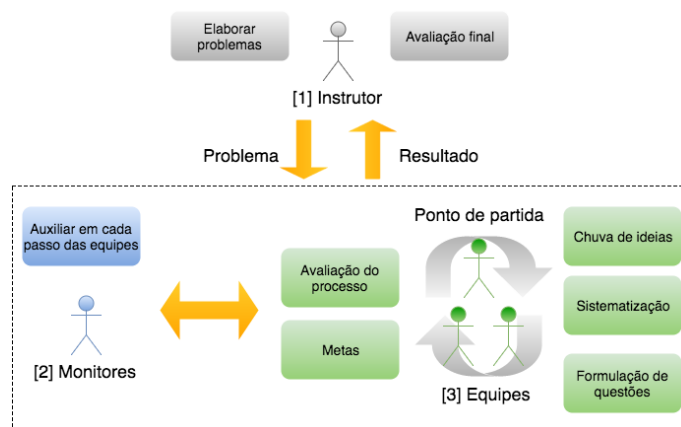 Elaborar
problemas
Avaliação final
[1] Instrutor
Problema
Resultado
Auxiliar em cada
passo das equipes
[2] Monitores
Avaliação do
processo
Metas
Ponto de partida
[3] Equipes
Chuva de ideias
Sistematização
Formulação de
questões